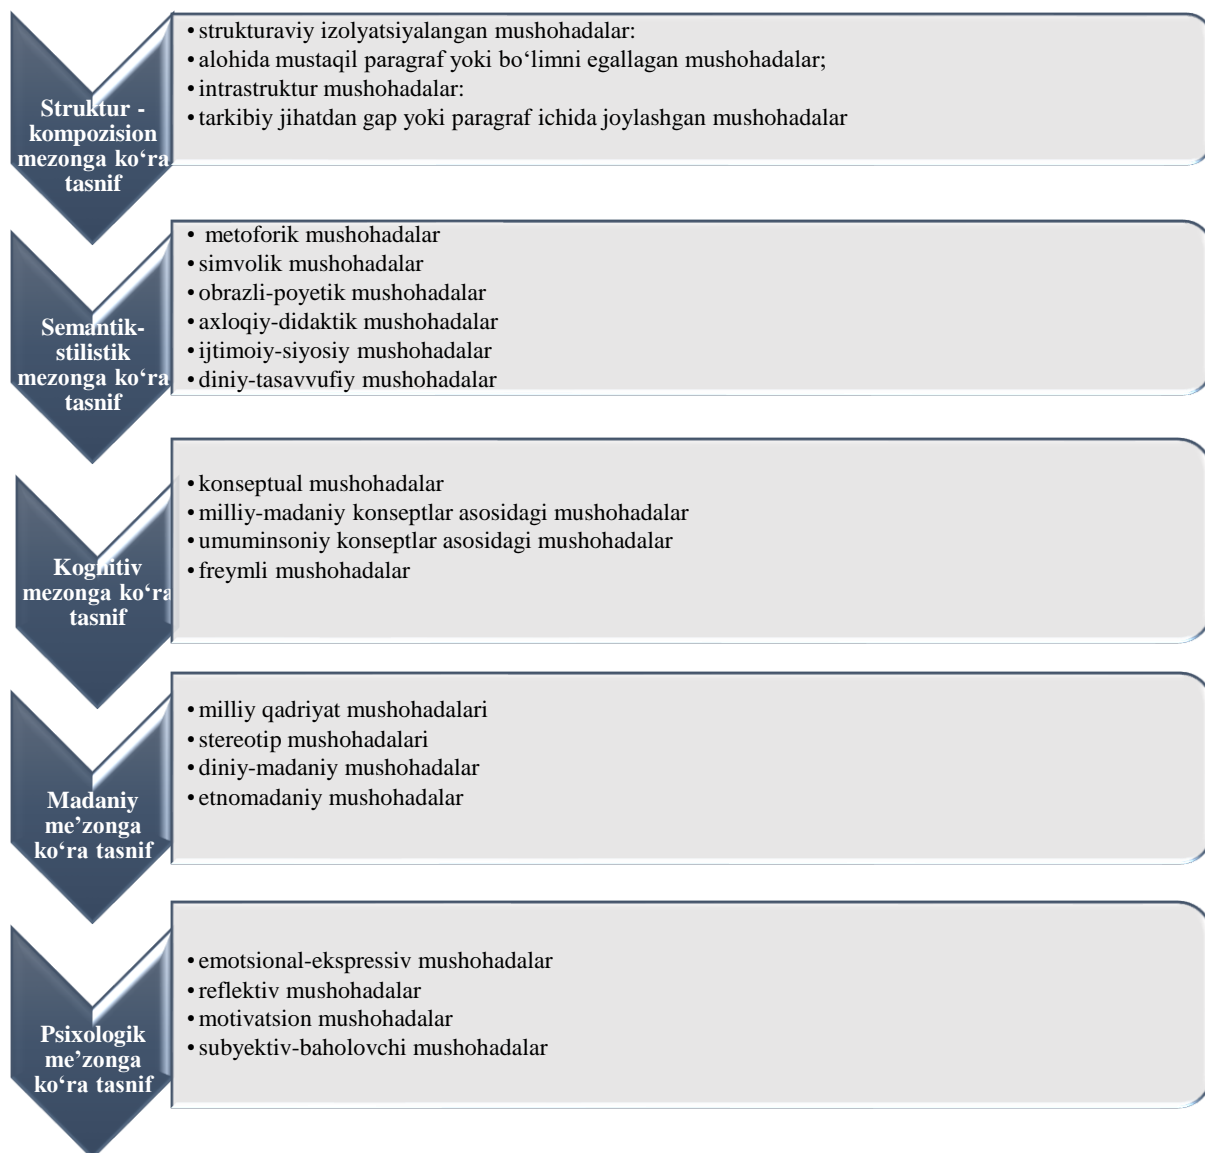 Struktur -
kompozision
mezonga ko‘ra
tasnif
• strukturaviy izolyatsiyalangan mushohadalar:
• alohida mustaqil paragraf yoki bo‘limni egallagan mushohadalar;
• intrastruktur mushohadalar:
• tarkibiy jihatdan gap yoki paragraf ichida joylashgan mushohadalar
Semantik-
stilistik
mezonga ko‘ra
tasnif
• metoforik mushohadalar
• simvolik mushohadalar
• obrazli-poyetik mushohadalar
• axloqiy-didaktik mushohadalar
• ijtimoiy-siyosiy mushohadalar
• diniy-tasavvufiy mushohadalar
Kognitiv
mezonga ko‘ra
tasnif
• konseptual mushohadalar
• milliy-madaniy konseptlar asosidagi mushohadalar
• umuminsoniy konseptlar asosidagi mushohadalar
• freymli mushohadalar
Madaniy
me’zonga
ko‘ra tasnif
• milliy qadriyat mushohadalari
• stereotip mushohadalari
• diniy-madaniy mushohadalar
• etnomadaniy mushohadalar
Psixologik
me’zonga
ko‘ra tasnif
• emotsional-ekspressiv mushohadalar
• reflektiv mushohadalar
• motivatsion mushohadalar
• subyektiv-baholovchi mushohadalar